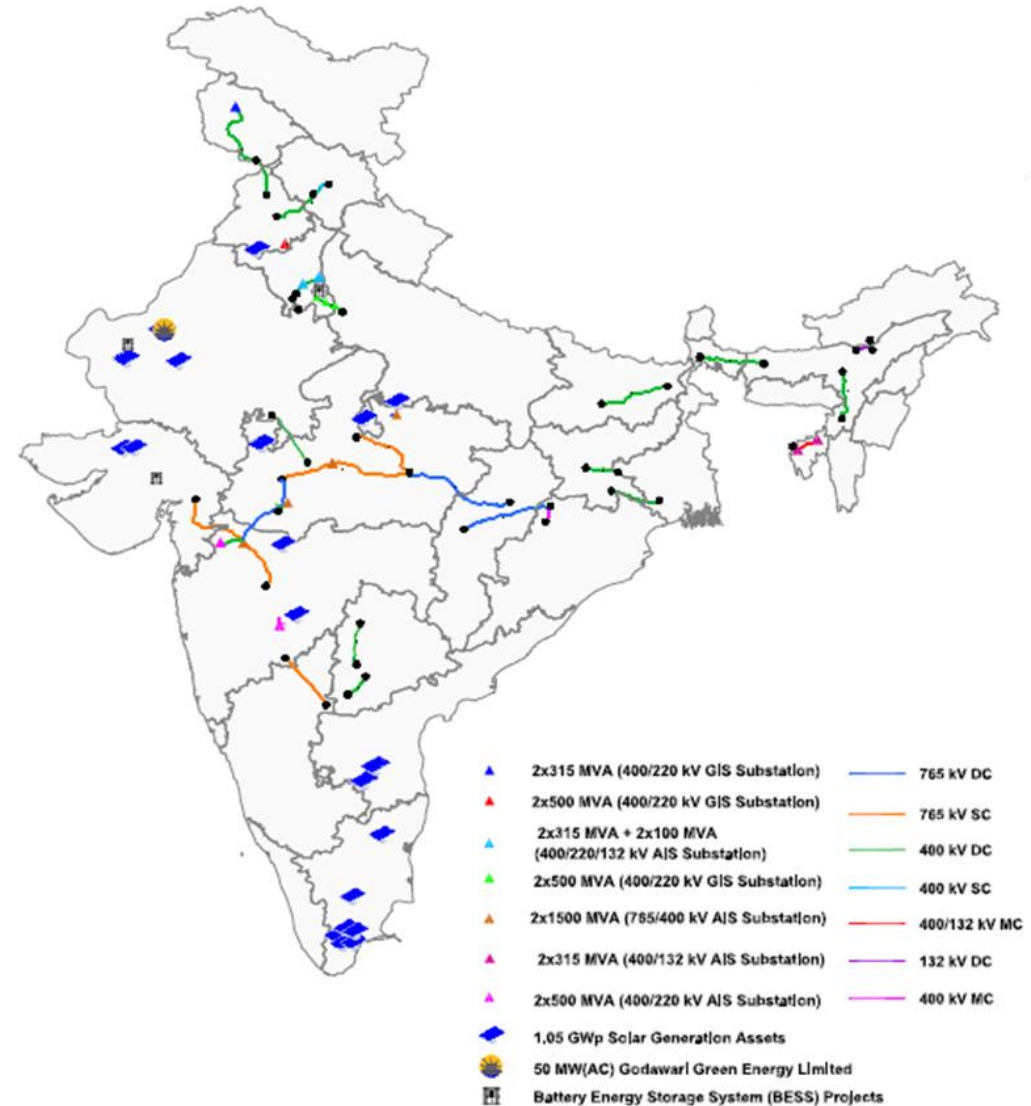 2x315 MVA (400/220 kV GIS Substation)
2x500 MVA (400/220 kV GIS Substation)
2x315 MVA + 2x100 MVA
(400/220/132 kV AIS Substation)
2x500 MVA (400/220 kV GIS Substation)
2x1500 MVA (765/400 kV AIS Substation)
2x315 MVA (400/132 kV AIS Substation)
2x500 MVA (400/220 kV AIS Substation)
1.05 GWp Solar Generation Assets
50 MW(AC) Godawari Green Energy Limited
Battery Energy Storage System (BESS) Projects
765 kV DC
765 kV SC
400 kV DC
400 kV SC
400/132 kV MC
132 kV DC
400 kV MC